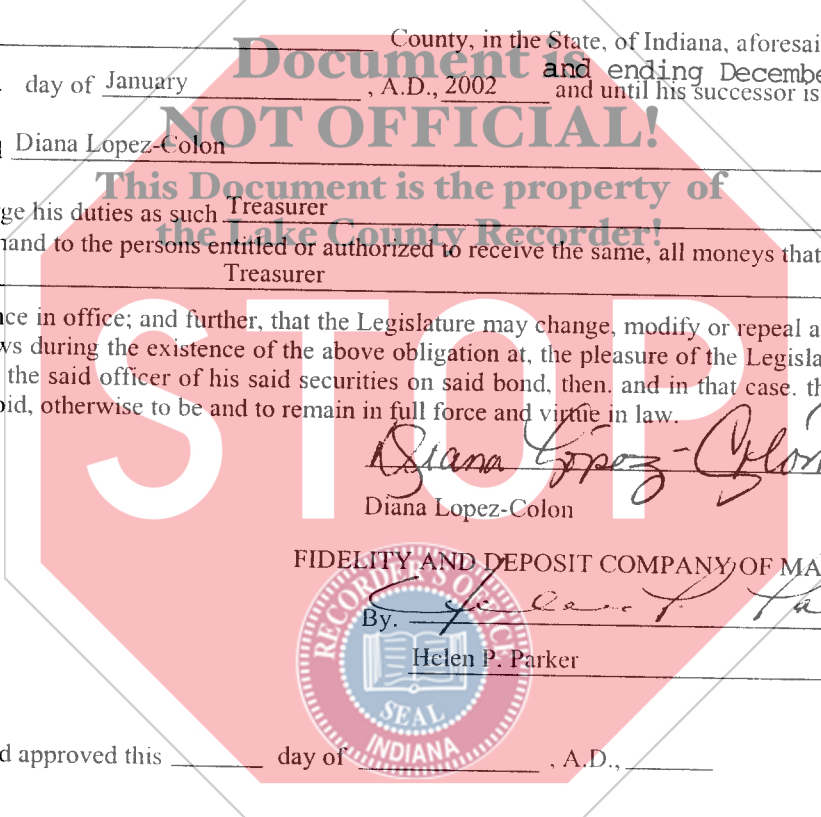 County, in the State, of Indiana, aforesai
Document is
and ending Decembe
day of January , A.D., 2002 and until his successor is
NOT OFFICIAL!
Diana Lopez-Colon
This Document is the property of
ge his duties as such Treasurer
the Lake County Recorder!
hand to the persons entitled or authorized to receive the same, all moneys that
Treasurer
nce in office; and further, that the Legislature may change, modify or repeal a
ws during the existence of the above obligation at, the pleasure of the Legisla
the said officer of his said securities on said bond, then. and in that case. th
oid, otherwise to be and to remain in full force and virtue in law.
STOP
Diana Lopez-Colon
Diana Lopez-Colon
FIDELITY AND DEPOSIT COMPANY OF MA
RECORDER'S OFFICE
By.
Helen P. Parker
SEAL
INDIANA
d approved this day of , A.D.,